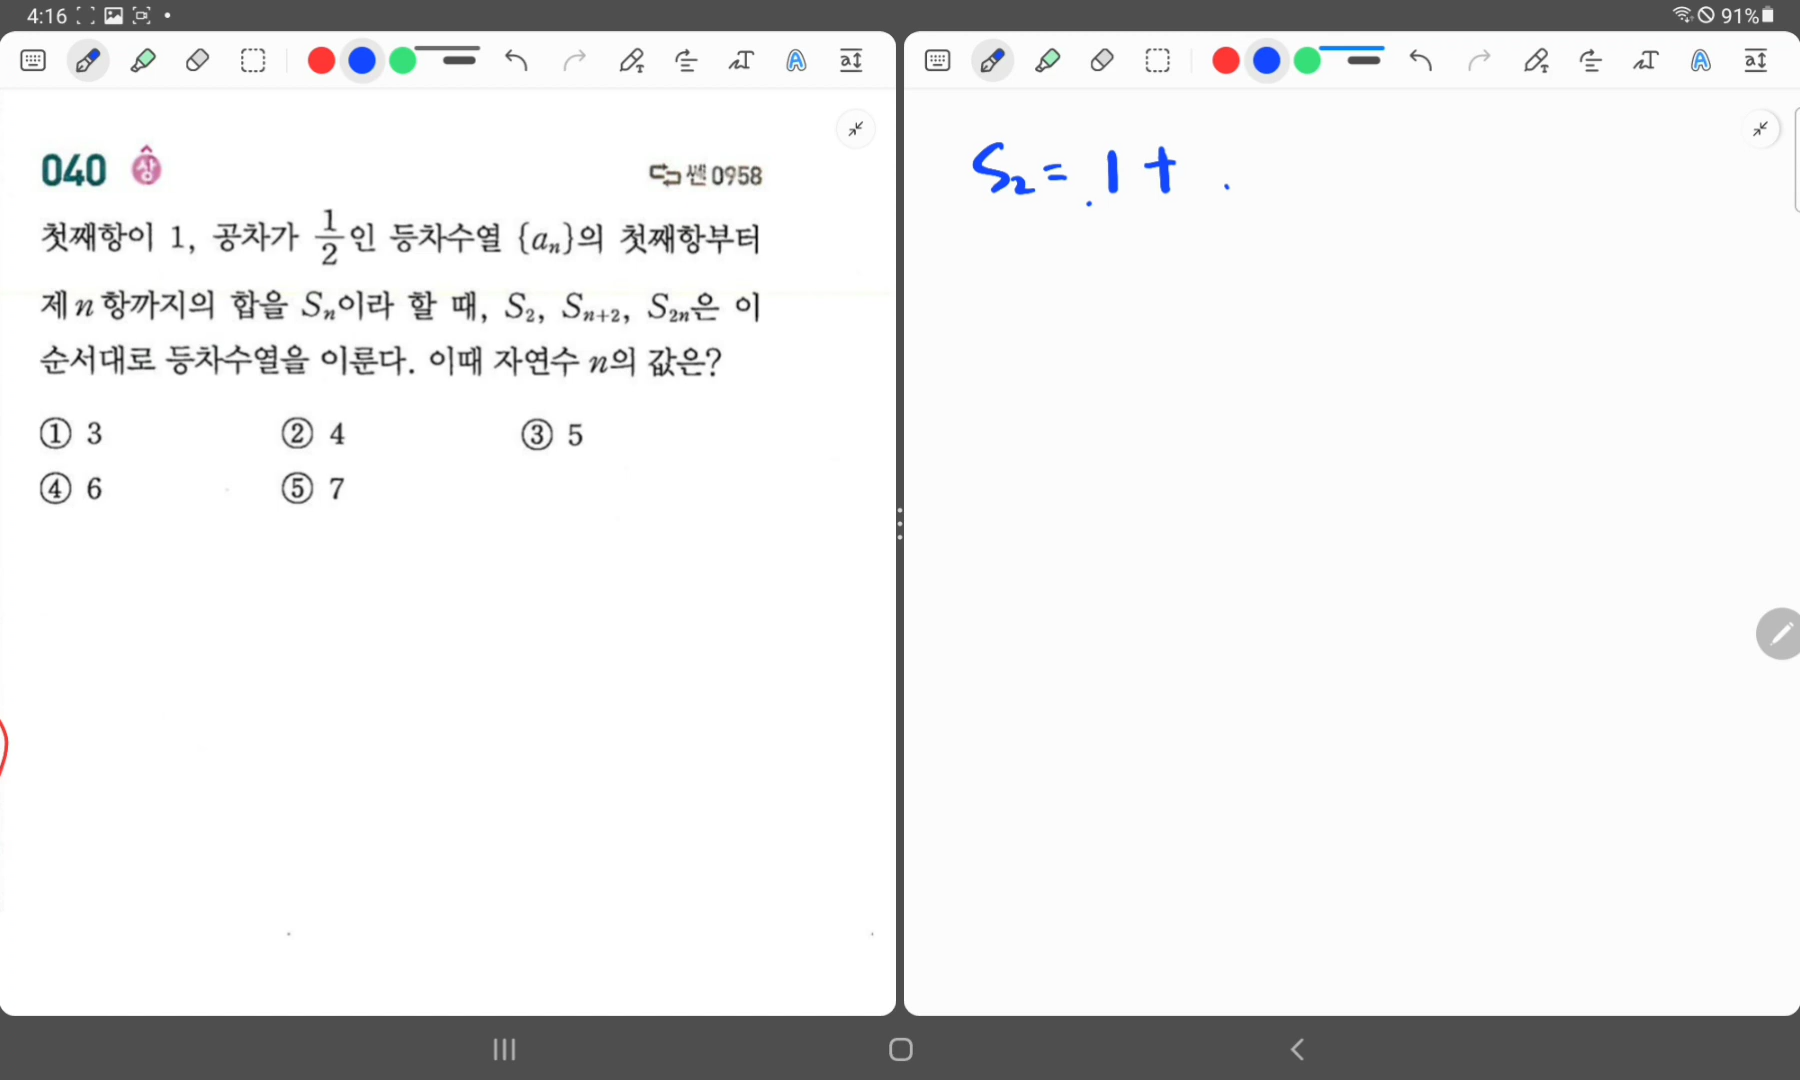 4:16
91%
040 상
쎈 0958
첫째항이 1, 공차가 1/2인 등차수열 {aₙ}의 첫째항부터
제 n 항까지의 합을 Sₙ이라 할 때, S₂, Sₙ₊₂, S₂ₙ은 이
순서대로 등차수열을 이룬다. 이때 자연수 n의 값은?
① 3 ② 4 ③ 5
④ 6 ⑤ 7
S₂ = 1 +